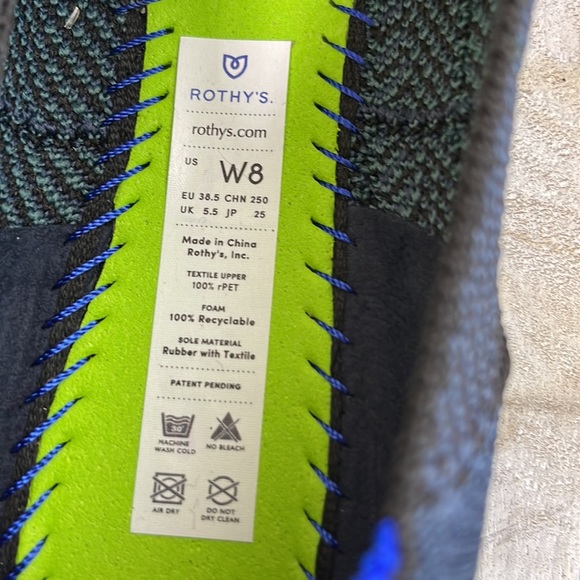 ROTHY'S.
rothys.com
US W8
EU 38.5 CHN 250
UK 5.5 JP 25
Made in China
Rothy's, Inc.
TEXTILE UPPER
100% rPET
FOAM
100% Recyclable
SOLE MATERIAL
Rubber with Textile
PATENT PENDING
30°
MACHINE WASH COLD
NO BLEACH
AIR DRY
DO NOT DRY CLEAN